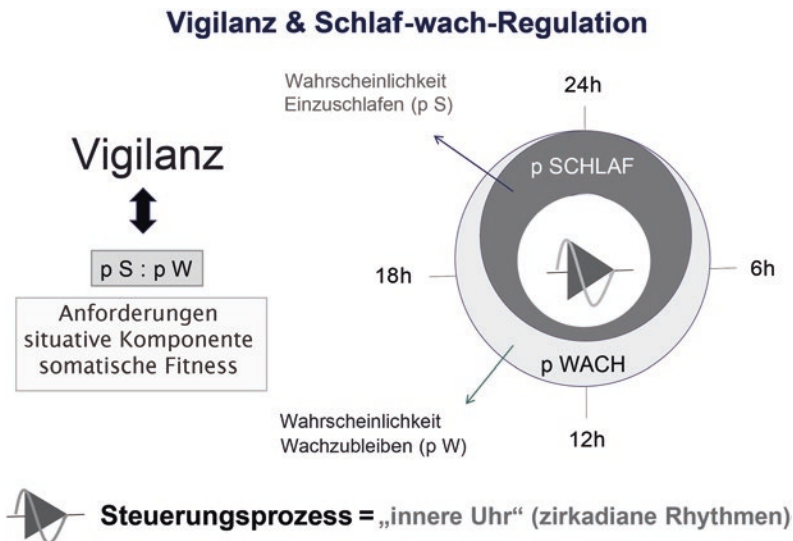 Vigilanz & Schlaf-wach-Regulation
Wahrscheinlichkeit
Einzuschlafen (p S)
24h
Vigilanz
p SCHLAF
p S : p W
18h
6h
Anforderungen
situative Komponente
somatische Fitness
p WACH
Wahrscheinlichkeit
Wachzubleiben (p W)
12h
Steuerungsprozess = „innere Uhr“ (zirkadiane Rhythmen)